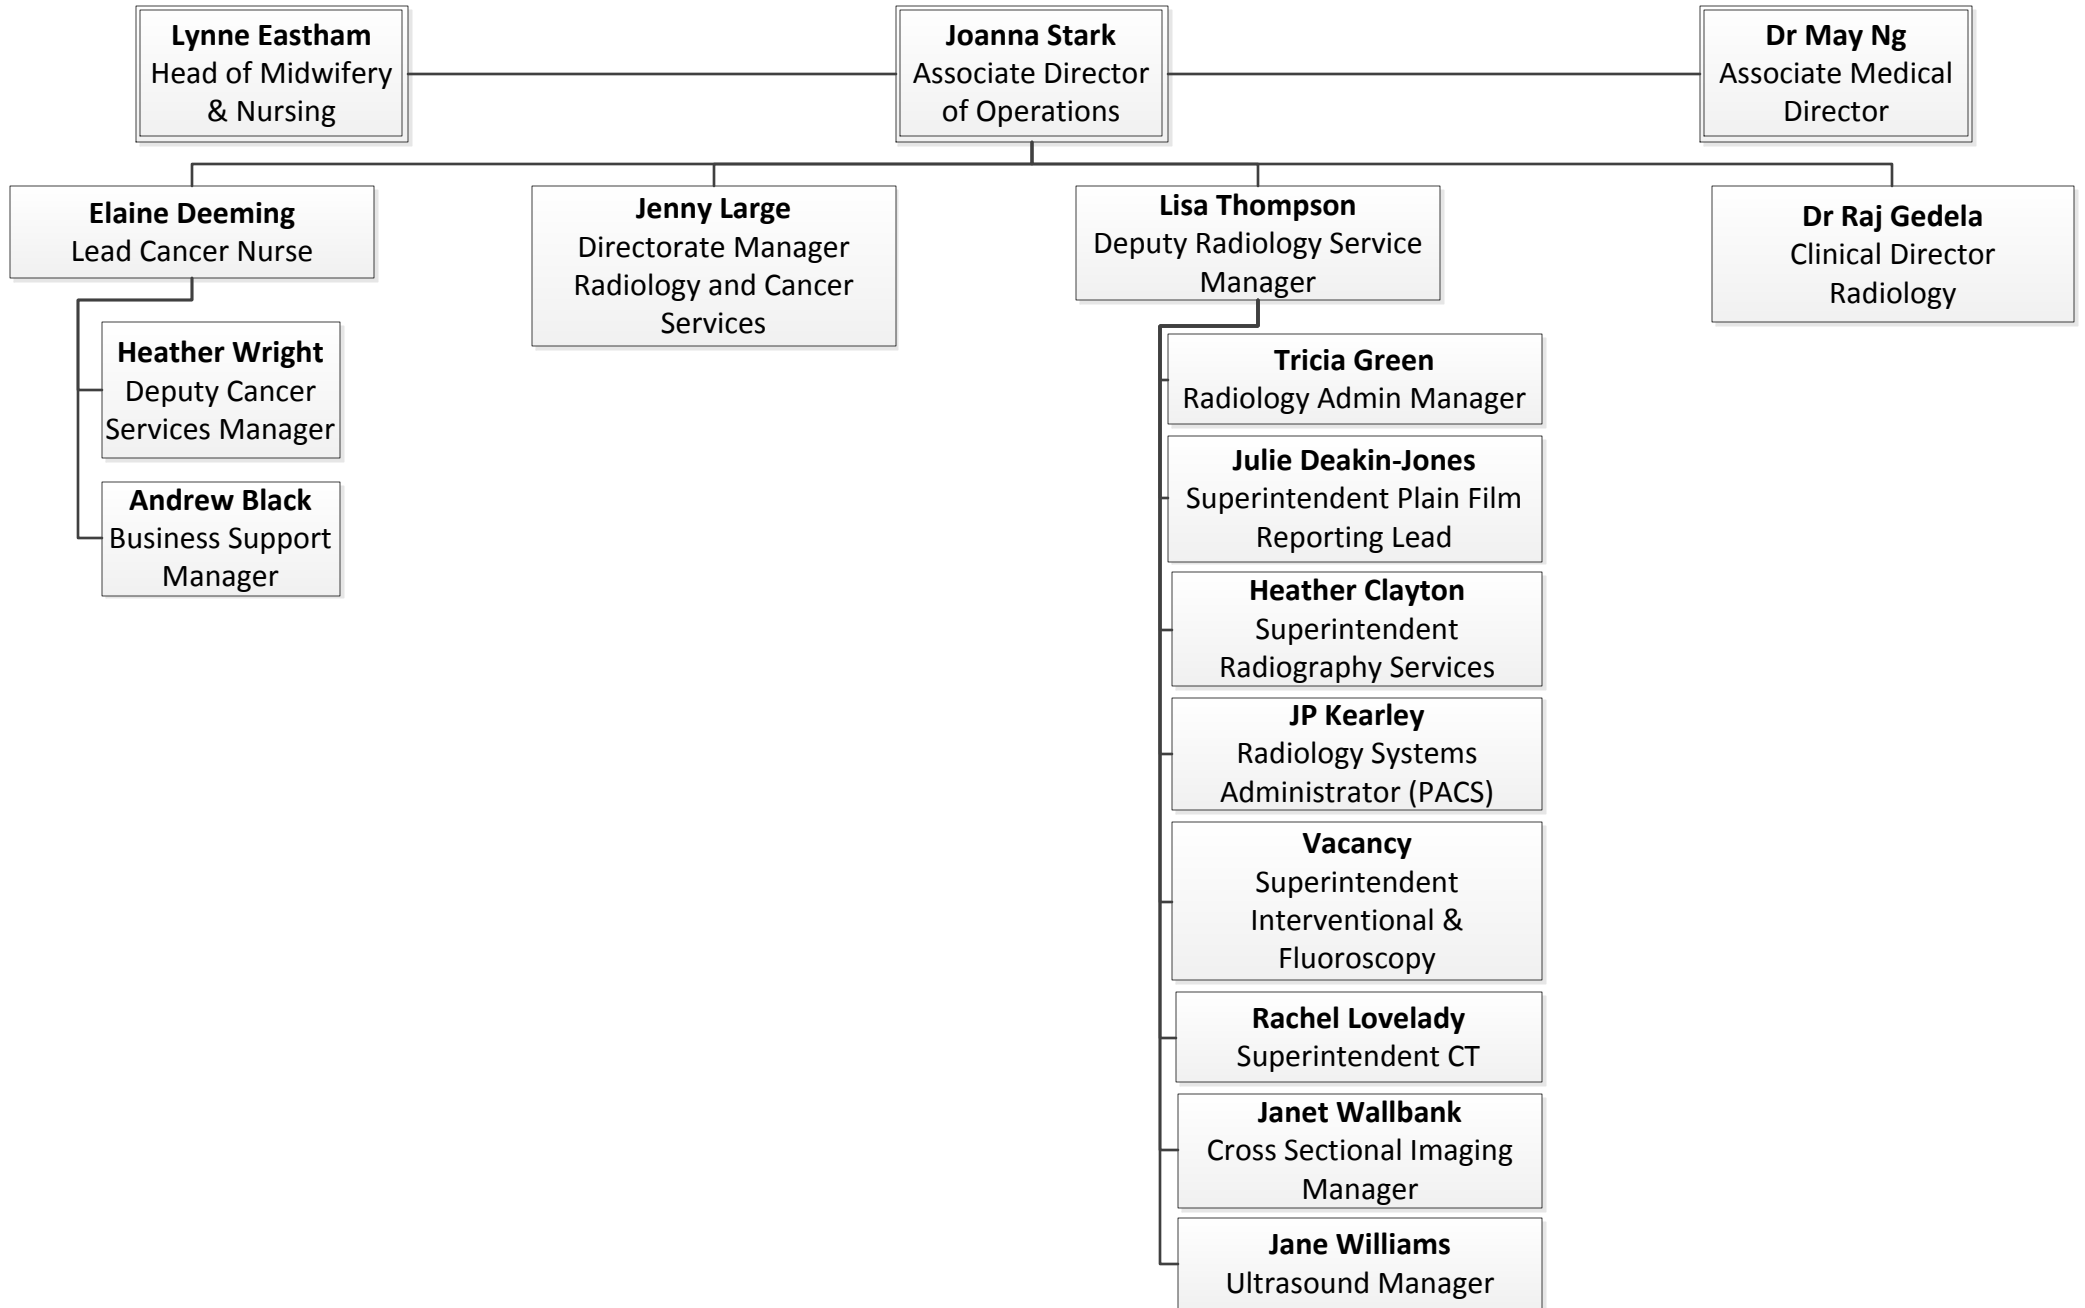 Lynne Eastham
Head of Midwifery
& Nursing
Joanna Stark
Associate Director
of Operations
Dr May Ng
Associate Medical
Director
Elaine Deeming
Lead Cancer Nurse
Heather Wright
Deputy Cancer
Services Manager
Andrew Black
Business Support
Manager
Jenny Large
Directorate Manager
Radiology and Cancer
Services
Lisa Thompson
Deputy Radiology Service
Manager
Tricia Green
Radiology Admin Manager
Julie Deakin-Jones
Superintendent Plain Film
Reporting Lead
Heather Clayton
Superintendent
Radiography Services
JP Kearley
Radiology Systems
Administrator (PACS)
Vacancy
Superintendent
Interventional &
Fluoroscopy
Rachel Lovelady
Superintendent CT
Janet Wallbank
Cross Sectional Imaging
Manager
Jane Williams
Ultrasound Manager
Dr Raj Gedela
Clinical Director
Radiology